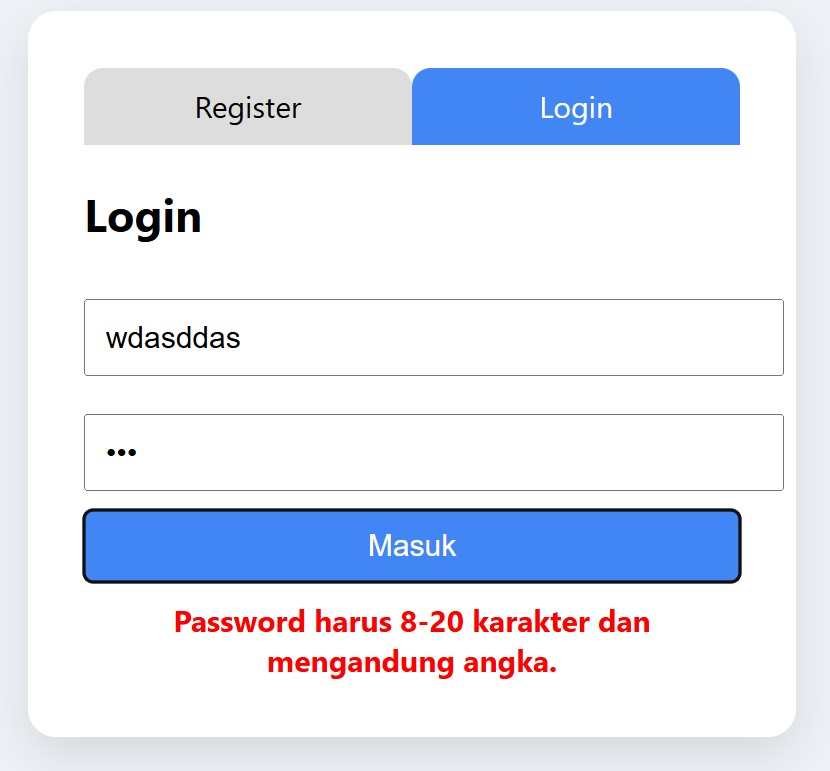 Register
Login
Login
wdasddas
•••
Masuk
Password harus 8-20 karakter dan
mengandung angka.